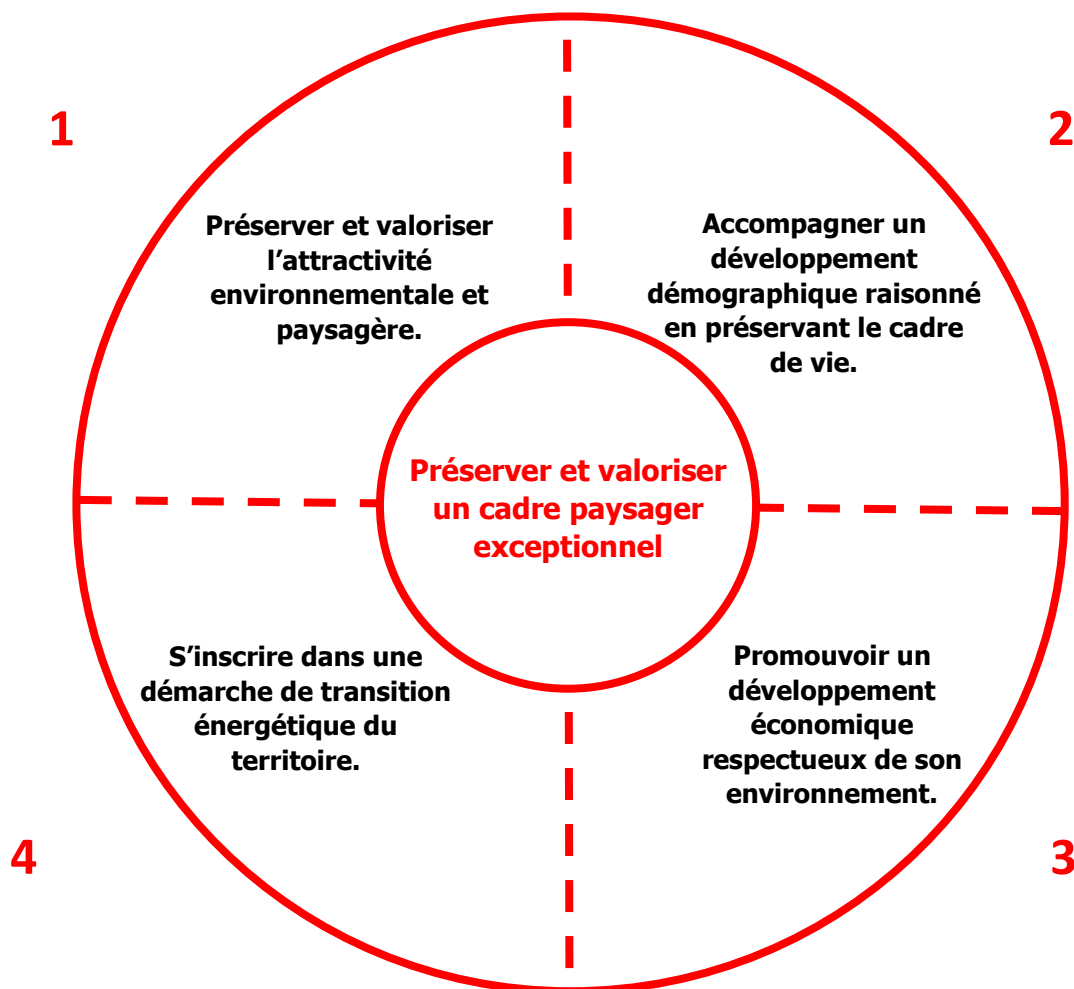 1
Préserver et valoriser
l’attractivité
environnementale et
paysagère.
2
Accompagner un
développement
démographique raisonné
en préservant le cadre
de vie.
Préserver et valoriser
un cadre paysager
exceptionnel
S’inscrire dans une
démarche de transition
énergétique du
territoire.
4
Promouvoir un
développement
économique
respectueux de son
environnement.
3